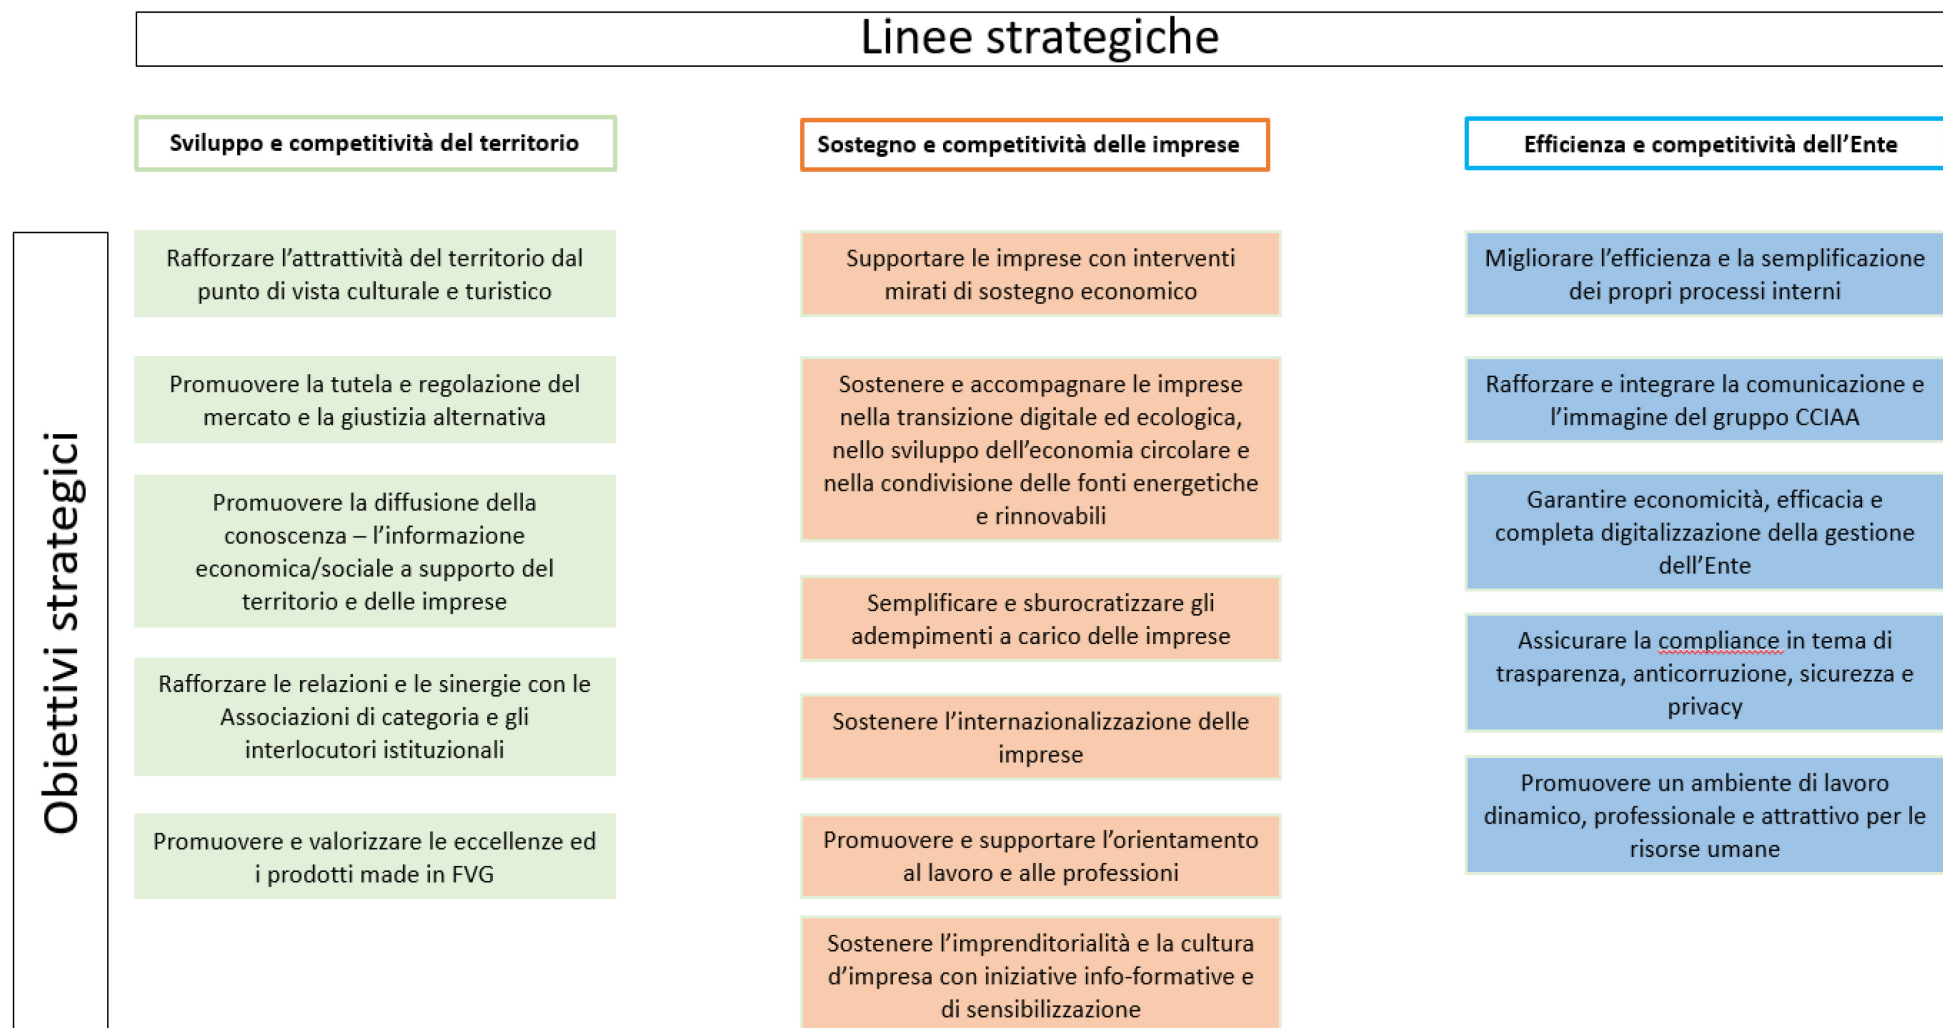 Linee strategiche
Obiettivi strategici
Sviluppo e competitività del territorio
Rafforzare l’attrattività del territorio dal
punto di vista culturale e turistico
Promuovere la tutela e regolazione del
mercato e la giustizia alternativa
Promuovere la diffusione della
conoscenza – l’informazione
economica/sociale a supporto del
territorio e delle imprese
Rafforzare le relazioni e le sinergie con le
Associazioni di categoria e gli
interlocutori istituzionali
Promuovere e valorizzare le eccellenze ed
i prodotti made in FVG
Sostegno e competitività delle imprese
Supportare le imprese con interventi
mirati di sostegno economico
Sostenere e accompagnare le imprese
nella transizione digitale ed ecologica,
nello sviluppo dell’economia circolare e
nella condivisione delle fonti energetiche
e rinnovabili
Semplificare e sburocratizzare gli
adempimenti a carico delle imprese
Sostenere l’internazionalizzazione delle
imprese
Promuovere e supportare l’orientamento
al lavoro e alle professioni
Sostenere l’imprenditorialità e la cultura
d’impresa con iniziative info-formative e
di sensibilizzazione
Efficienza e competitività dell’Ente
Migliorare l’efficienza e la semplificazione
dei propri processi interni
Rafforzare e integrare la comunicazione e
l’immagine del gruppo CCIAA
Garantire economicità, efficacia e
completa digitalizzazione della gestione
dell’Ente
Assicurare la compliance in tema di
trasparenza, anticorruzione, sicurezza e
privacy
Promuovere un ambiente di lavoro
dinamico, professionale e attrattivo per le
risorse umane